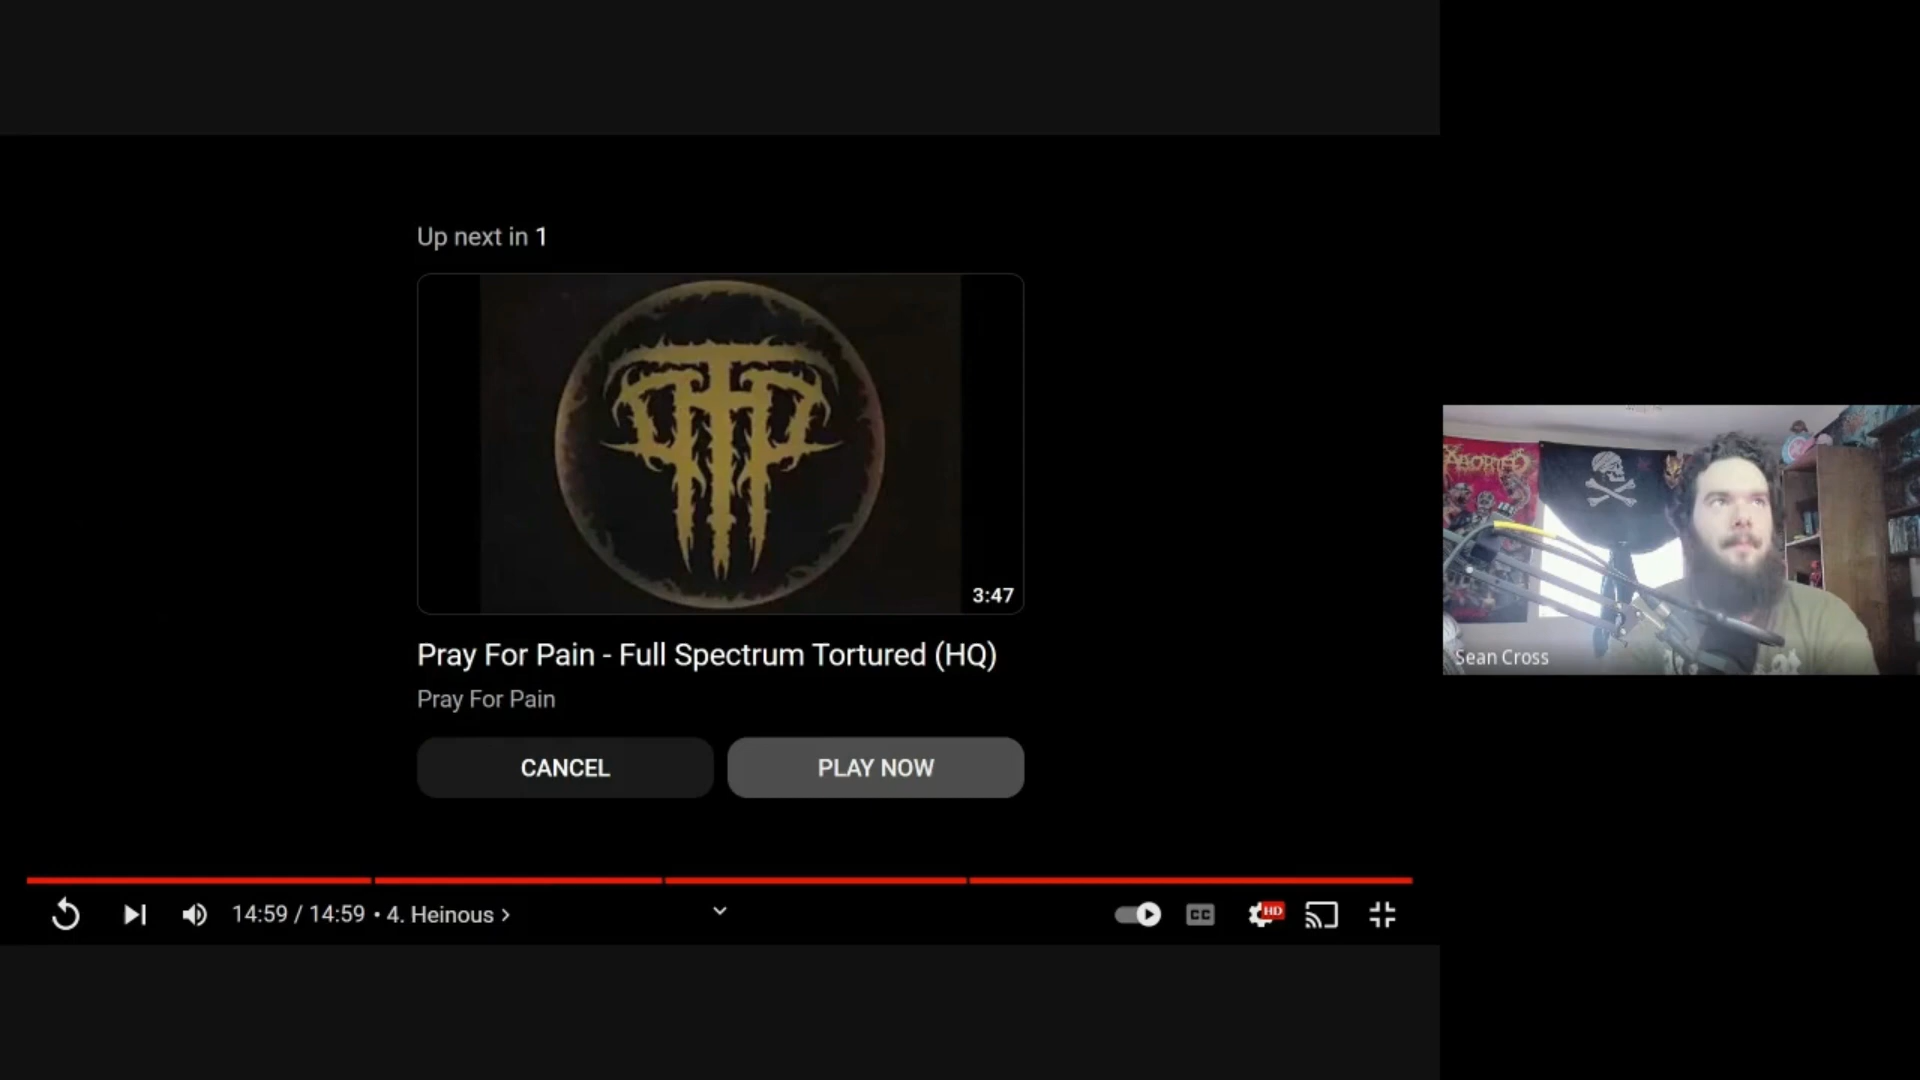 Up next in 1
3:47
Pray For Pain - Full Spectrum Tortured (HQ)
Pray For Pain
CANCEL
PLAY NOW
14:59 / 14:59 • 4. Heinous ›
CC
HD
ABORTED
Sean Cross